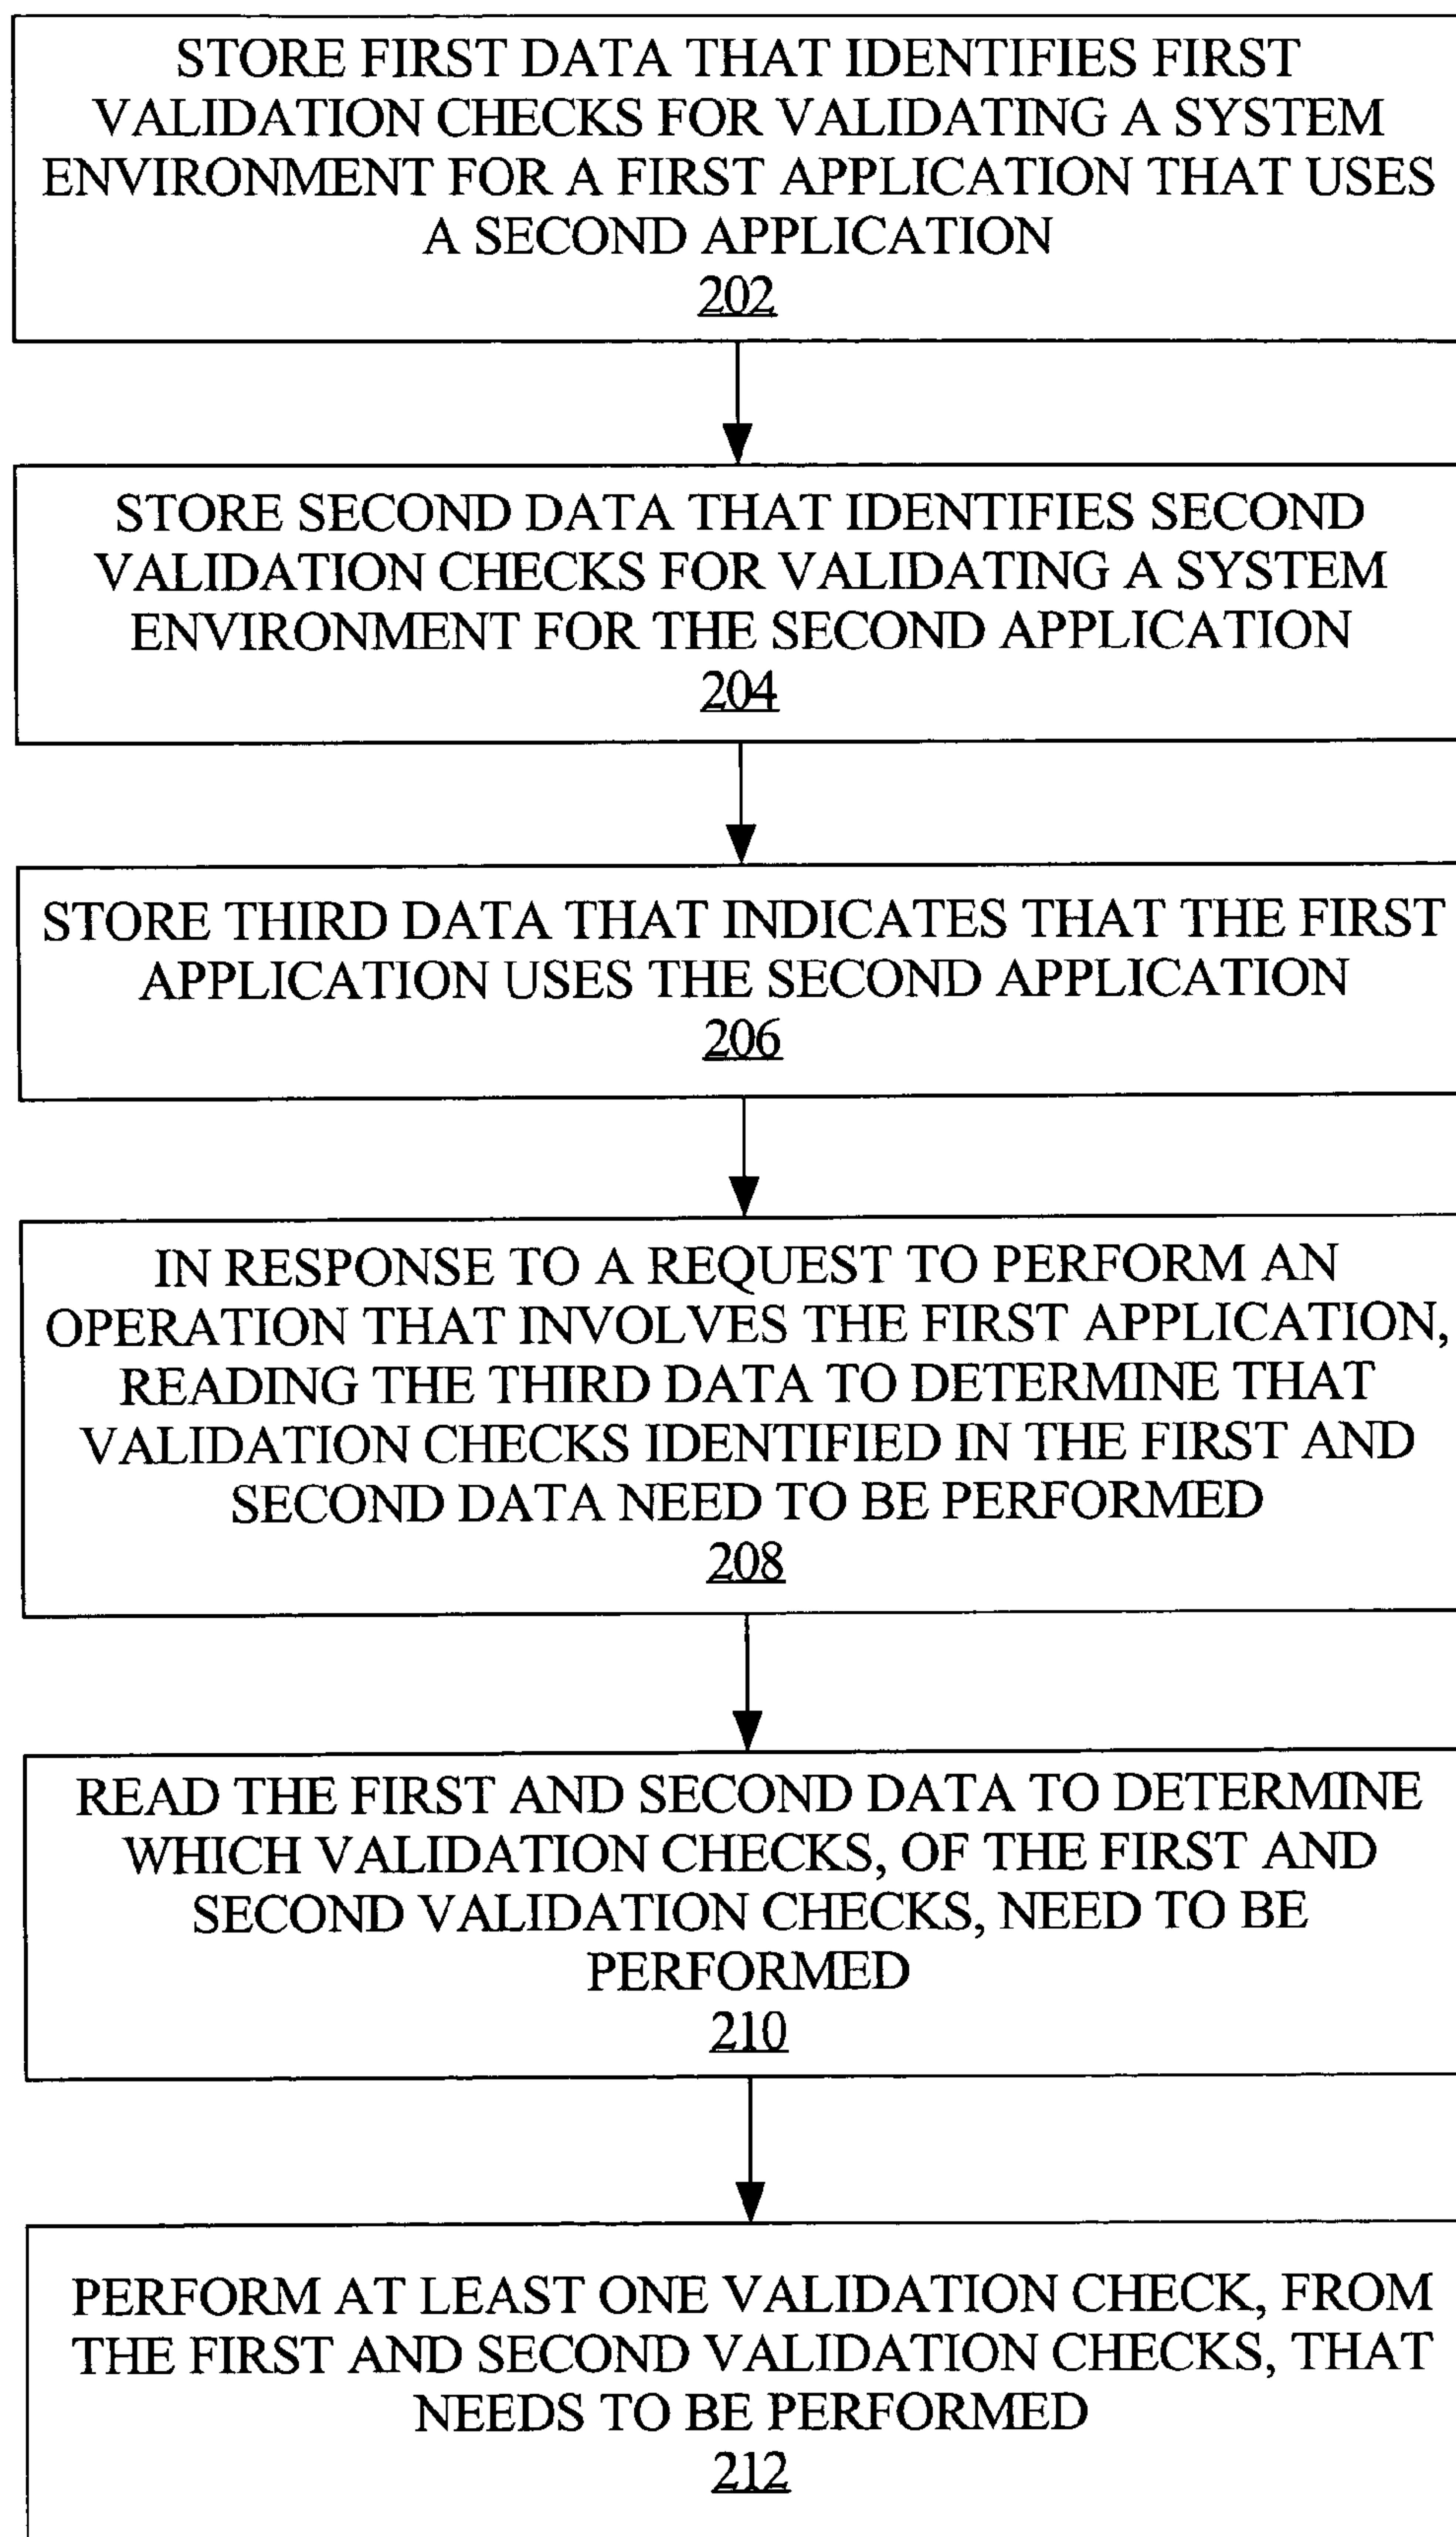 STORE FIRST DATA THAT IDENTIFIES FIRST
VALIDATION CHECKS FOR VALIDATING A SYSTEM
ENVIRONMENT FOR A FIRST APPLICATION THAT USES
A SECOND APPLICATION
202
STORE SECOND DATA THAT IDENTIFIES SECOND
VALIDATION CHECKS FOR VALIDATING A SYSTEM
ENVIRONMENT FOR THE SECOND APPLICATION
204
STORE THIRD DATA THAT INDICATES THAT THE FIRST
APPLICATION USES THE SECOND APPLICATION
206
IN RESPONSE TO A REQUEST TO PERFORM AN
OPERATION THAT INVOLVES THE FIRST APPLICATION,
READING THE THIRD DATA TO DETERMINE THAT
VALIDATION CHECKS IDENTIFIED IN THE FIRST AND
SECOND DATA NEED TO BE PERFORMED
208
READ THE FIRST AND SECOND DATA TO DETERMINE
WHICH VALIDATION CHECKS, OF THE FIRST AND
SECOND VALIDATION CHECKS, NEED TO BE
PERFORMED
210
PERFORM AT LEAST ONE VALIDATION CHECK, FROM
THE FIRST AND SECOND VALIDATION CHECKS, THAT
NEEDS TO BE PERFORMED
212